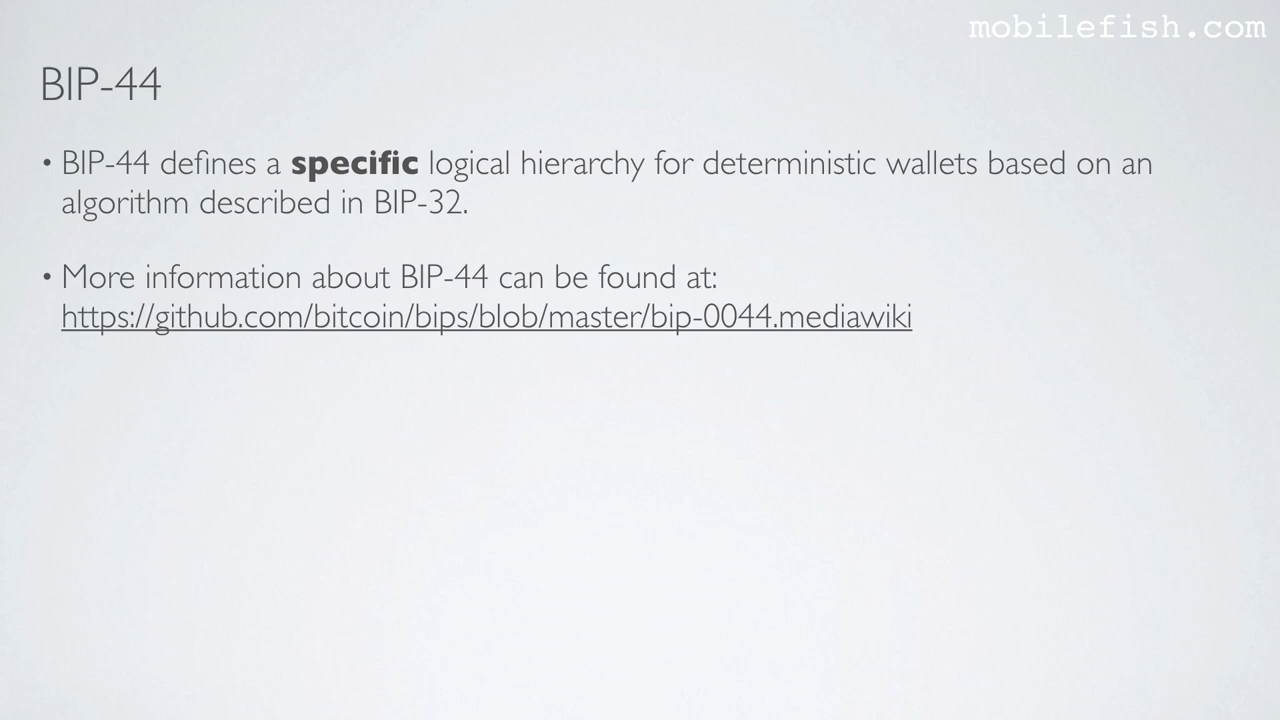 mobilefish.com
BIP-44
• BIP-44 defines a specific logical hierarchy for deterministic wallets based on an
algorithm described in BIP-32.
• More information about BIP-44 can be found at:
https://github.com/bitcoin/bips/blob/master/bip-0044.mediawiki